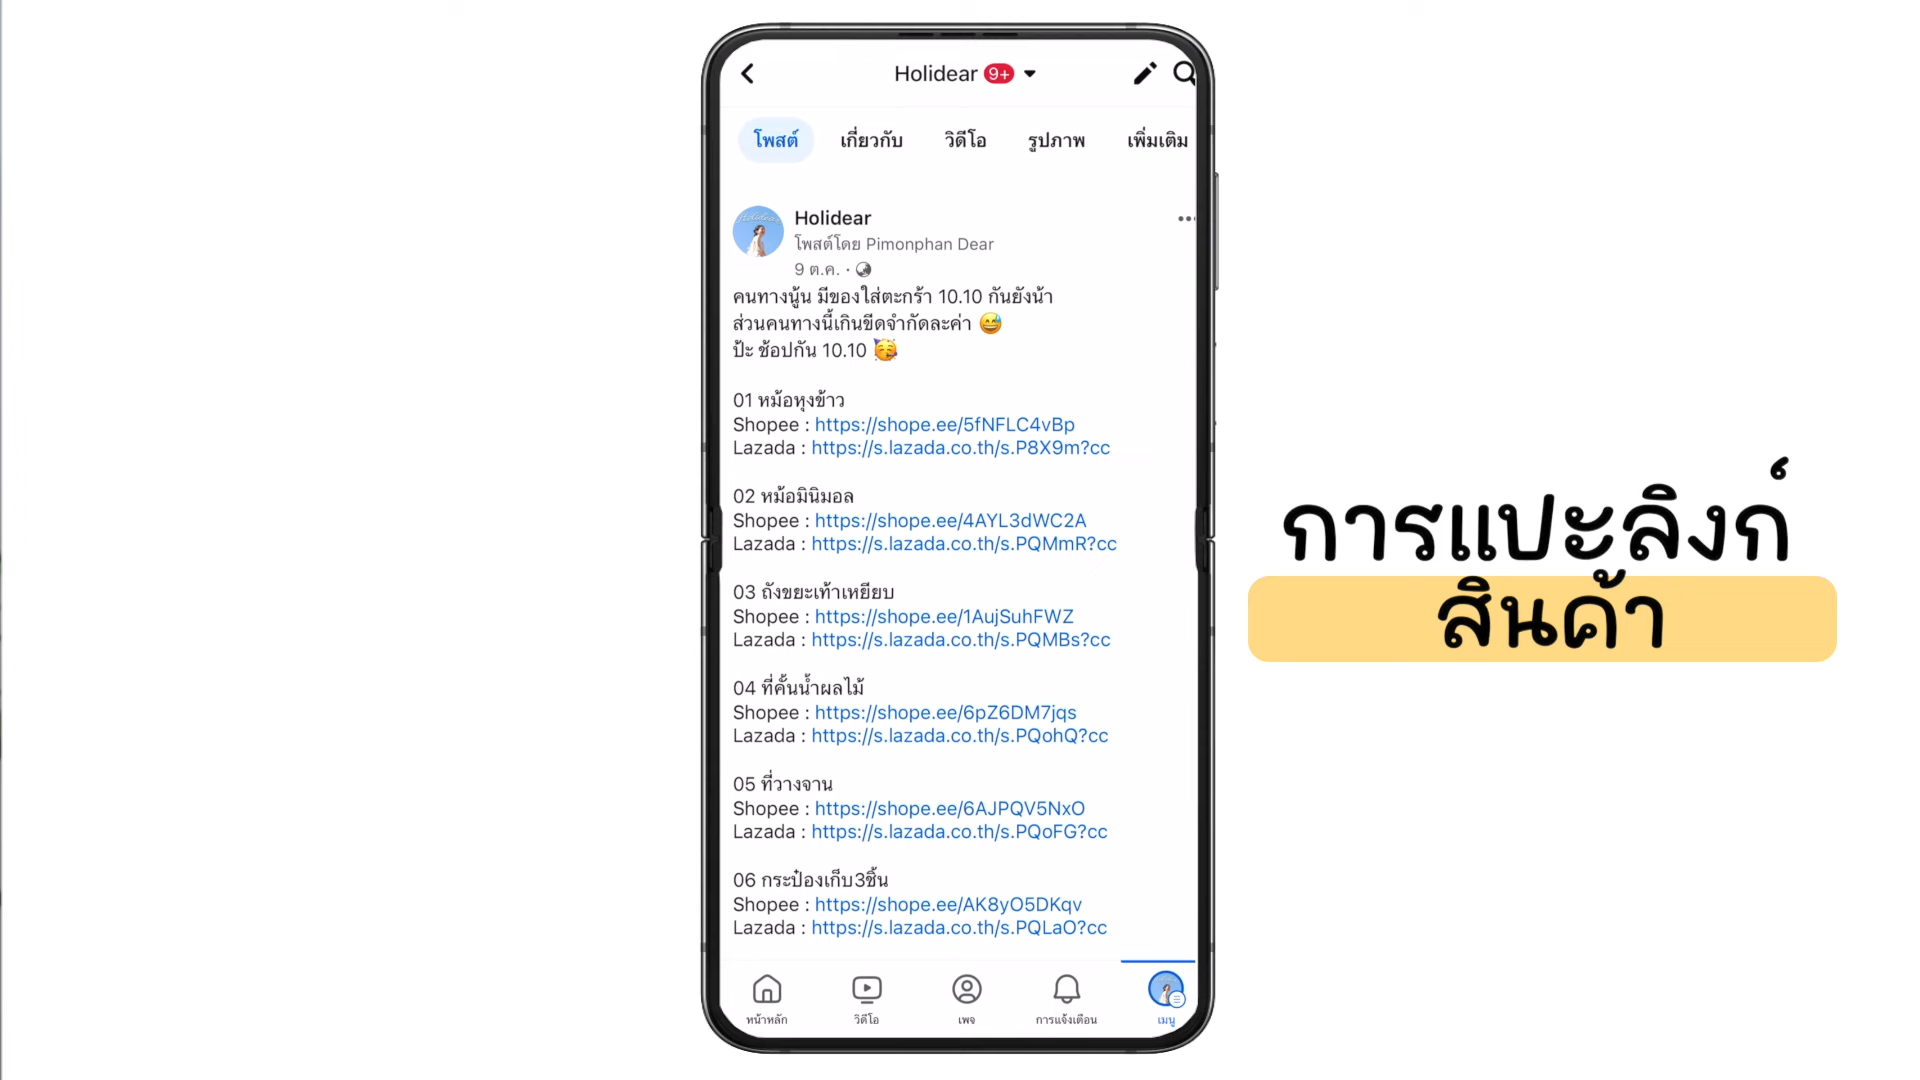 Holidear 9+
โพสต์ เกี่ยวกับ วิดีโอ รูปภาพ เพิ่มเติม
Holidear
โพสต์โดย Pimonphan Dear
9 ต.ค. ·
คนทางนู้น มีของใส่ตะกร้า 10.10 กันยังน้า
ส่วนคนทางนี้เกินขีดจำกัดละค่า 😅
ป้ะ ช้อปกัน 10.10 🥳
01 หม้อหุงข้าว
Shopee : https://shope.ee/5fNFLC4vBp
Lazada : https://s.lazada.co.th/s.P8X9m?cc
02 หม้อมินิมอล
Shopee : https://shope.ee/4AYL3dWC2A
Lazada : https://s.lazada.co.th/s.PQMmR?cc
03 ถังขยะเท้าเหยียบ
Shopee : https://shope.ee/1AujSuhFWZ
Lazada : https://s.lazada.co.th/s.PQMBs?cc
04 ที่คั้นน้ำผลไม้
Shopee : https://shope.ee/6pZ6DM7jqs
Lazada : https://s.lazada.co.th/s.PQohQ?cc
05 ที่วางจาน
Shopee : https://shope.ee/6AJPQV5NxO
Lazada : https://s.lazada.co.th/s.PQoFG?cc
06 กระป๋องเก็บ3ชิ้น
Shopee : https://shope.ee/AK8yO5DKqv
Lazada : https://s.lazada.co.th/s.PQLaO?cc
หน้าหลัก วิดีโอ เพจ การแจ้งเตือน เมนู
การแปะลิงก์
สินค้า